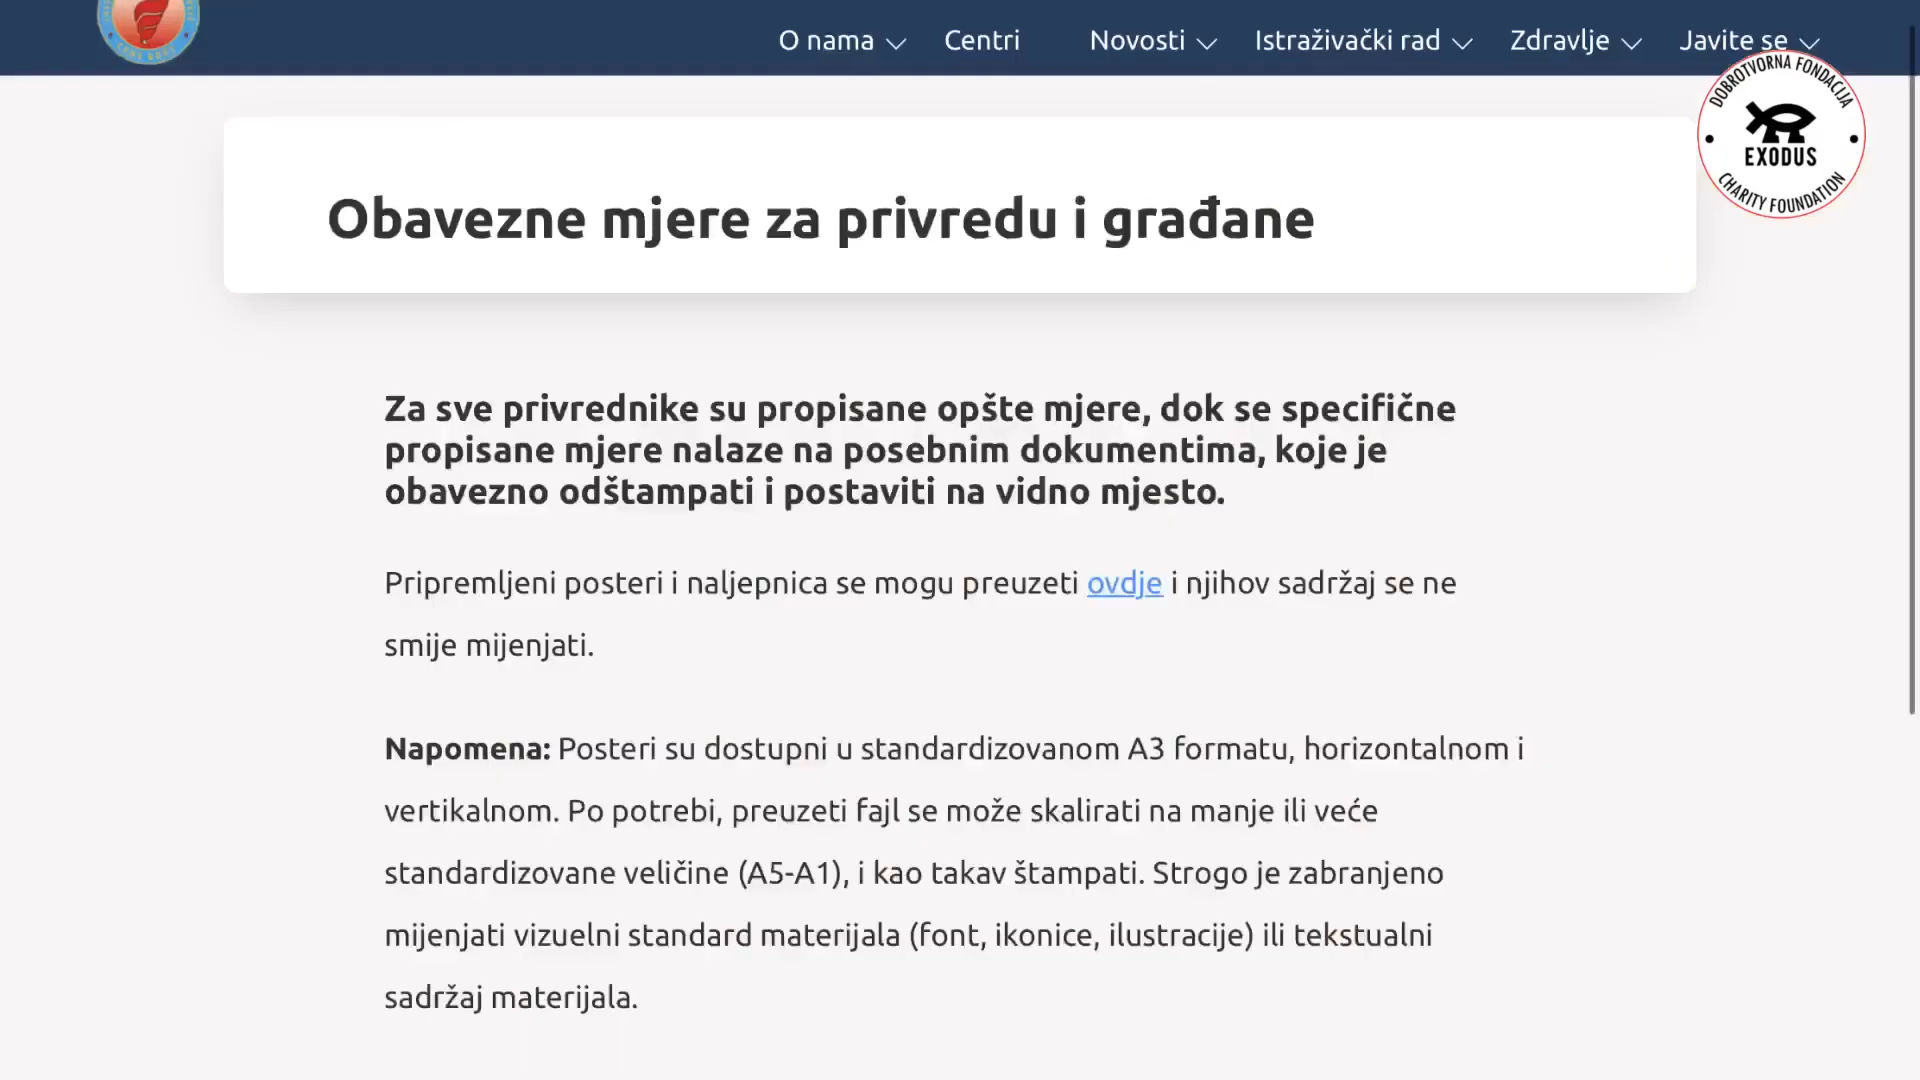 O nama
Centri
Novosti
Istraživački rad
Zdravlje
Javite se
DOBROTVORNA FONDACIJA
EXODUS
CHARITY FOUNDATION
Obavezne mjere za privredu i građane
Za sve privrednike su propisane opšte mjere, dok se specifične
propisane mjere nalaze na posebnim dokumentima, koje je
obavezno odštampati i postaviti na vidno mjesto.
Pripremljeni posteri i naljepnica se mogu preuzeti ovdje i njihov sadržaj se ne
smije mijenjati.
Napomena: Posteri su dostupni u standardizovanom A3 formatu, horizontalnom i
vertikalnom. Po potrebi, preuzeti fajl se može skalirati na manje ili veće
standardizovane veličine (A5-A1), i kao takav štampati. Strogo je zabranjeno
mijenjati vizuelni standard materijala (font, ikonice, ilustracije) ili tekstualni
sadržaj materijala.